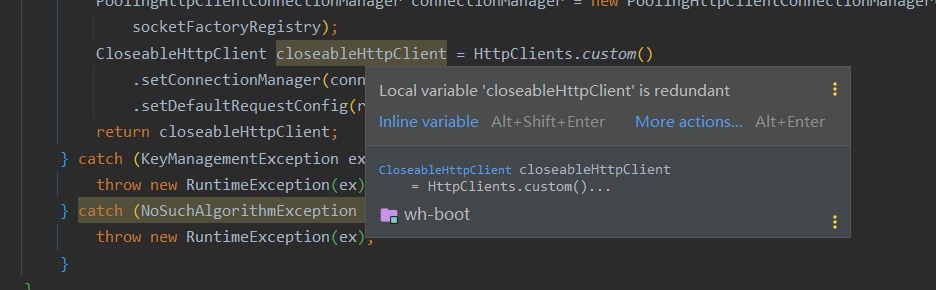 PoolingHttpClientConnectionManager connectionManager = new PoolingHttpClientConnectionManager(
socketFactoryRegistry);
CloseableHttpClient closeableHttpClient = HttpClients.custom()
.setConnectionManager(conn
.setDefaultRequestConfig(r
return closeableHttpClient;
} catch (KeyManagementException ex
throw new RuntimeException(ex)
} catch (NoSuchAlgorithmException
throw new RuntimeException(ex);
}
}
Local variable 'closeableHttpClient' is redundant
Inline variable Alt+Shift+Enter More actions... Alt+Enter
CloseableHttpClient closeableHttpClient
= HttpClients.custom()...
wh-boot